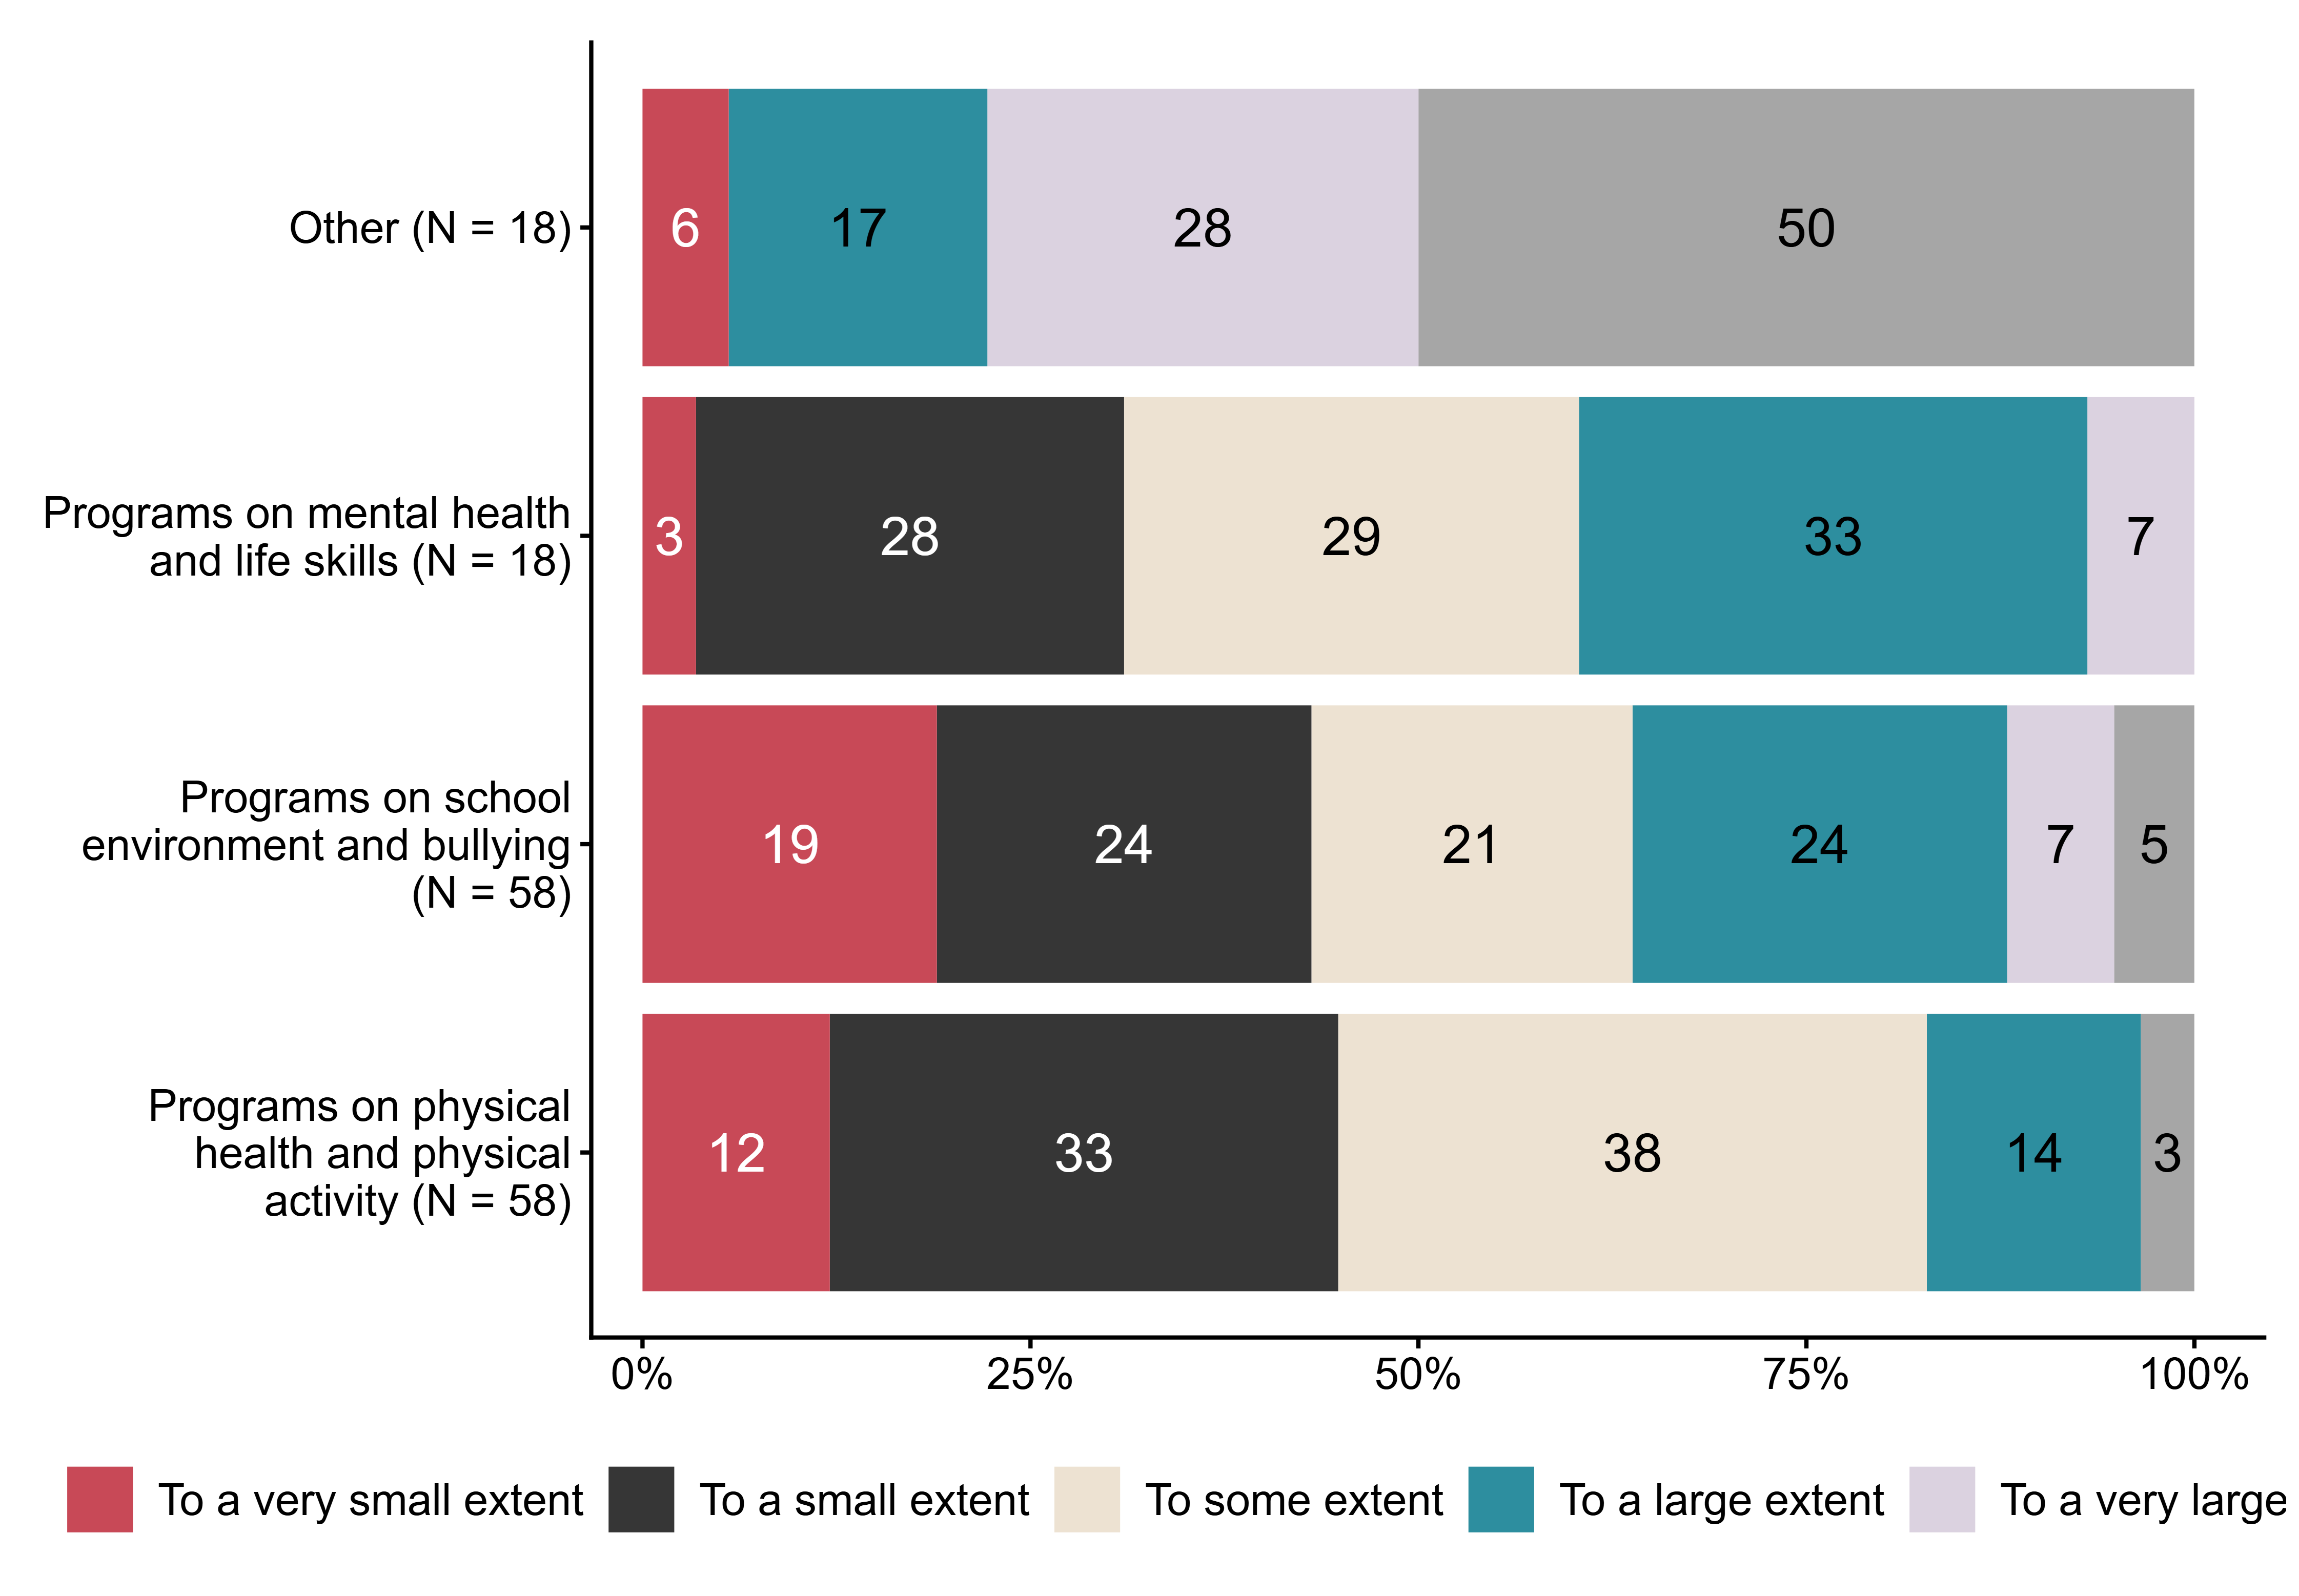 Other (N = 18)
6 17 28 50
Programs on mental health
and life skills (N = 18)
3 28 29 33 7
Programs on school
environment and bullying
(N = 58)
19 24 21 24 7 5
Programs on physical
health and physical
activity (N = 58)
12 33 38 14 3
0% 25% 50% 75% 100%
To a very small extent To a small extent To some extent To a large extent To a very large